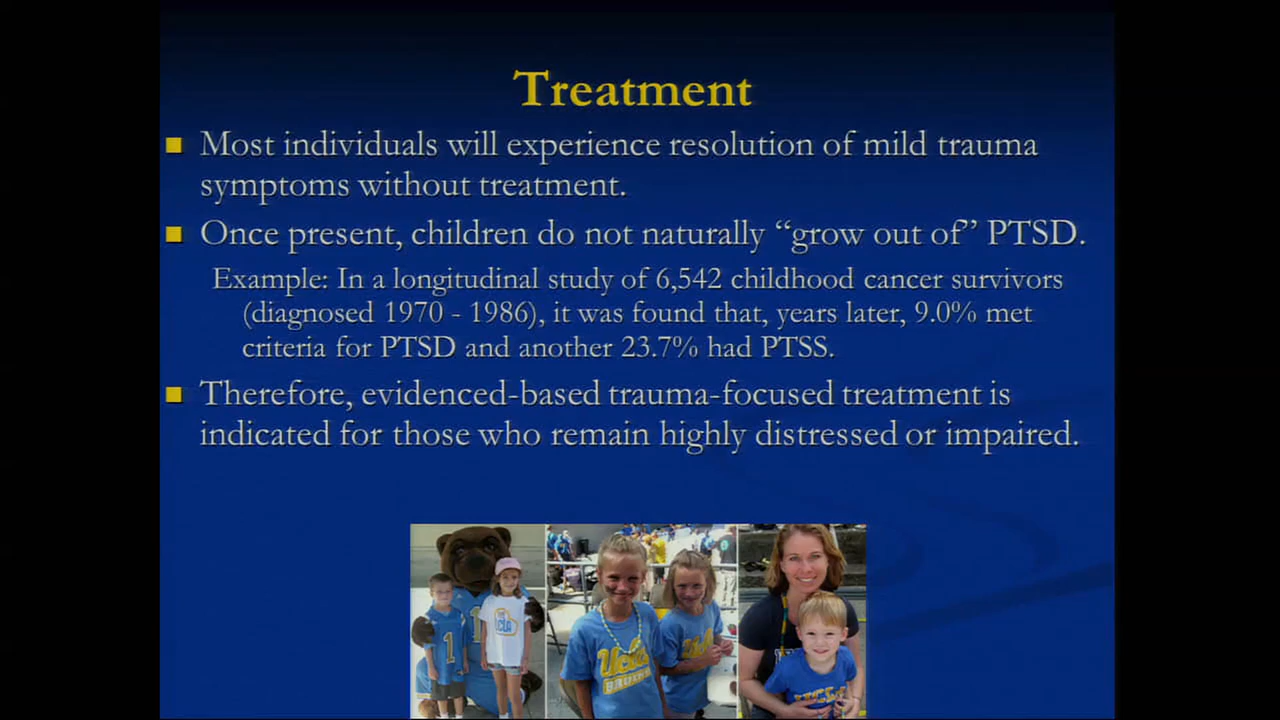 Treatment
Most individuals will experience resolution of mild trauma
symptoms without treatment.
Once present, children do not naturally “grow out of” PTSD.
Example: In a longitudinal study of 6,542 childhood cancer survivors
(diagnosed 1970 - 1986), it was found that, years later, 9.0% met
criteria for PTSD and another 23.7% had PTSS.
Therefore, evidenced-based trauma-focused treatment is
indicated for those who remain highly distressed or impaired.
1
1
UCLA
Ucla
BRUINS